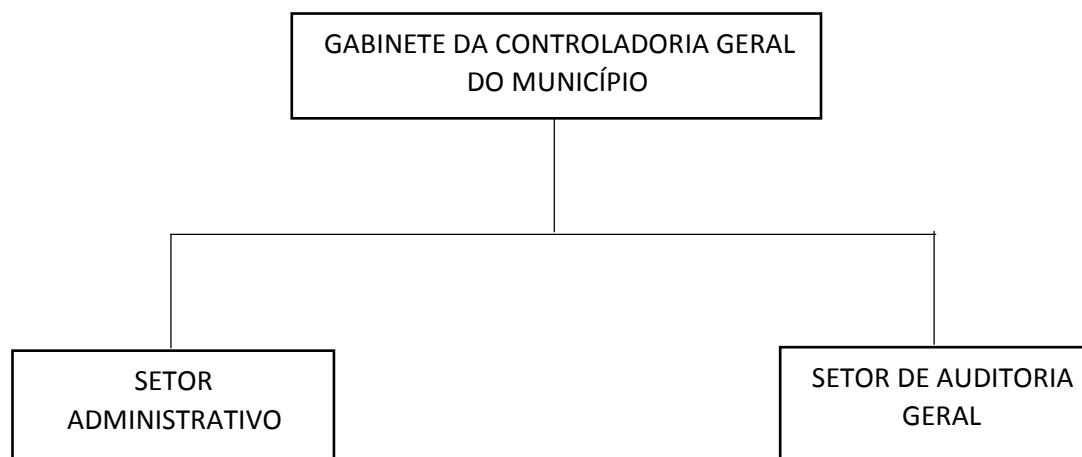 GABINETE DA CONTROLADORIA GERAL
DO MUNICÍPIO
SETOR
ADMINISTRATIVO
SETOR DE AUDITORIA
GERAL